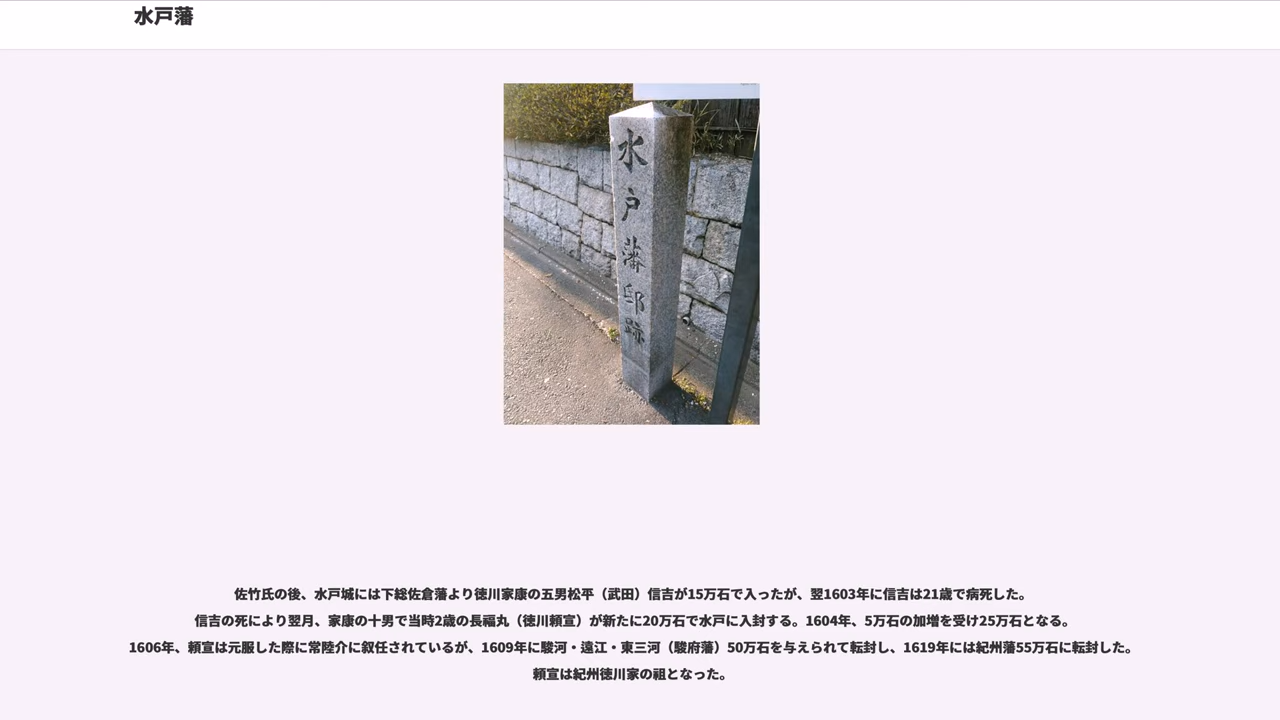 水戸藩
水戸藩邸跡
佐竹氏の後、水戸城には下総佐倉藩より徳川家康の五男松平（武田）信吉が15万石で入ったが、翌1603年に信吉は21歳で病死した。
信吉の死により翌月、家康の十男で当時2歳の長福丸（徳川頼宣）が新たに20万石で水戸に入封する。1604年、5万石の加増を受け25万石となる。
1606年、頼宣は元服した際に常陸介に叙任されているが、1609年に駿河・遠江・東三河（駿府藩）50万石を与えられて転封し、1619年には紀州藩55万石に転封した。
頼宣は紀州徳川家の祖となった。